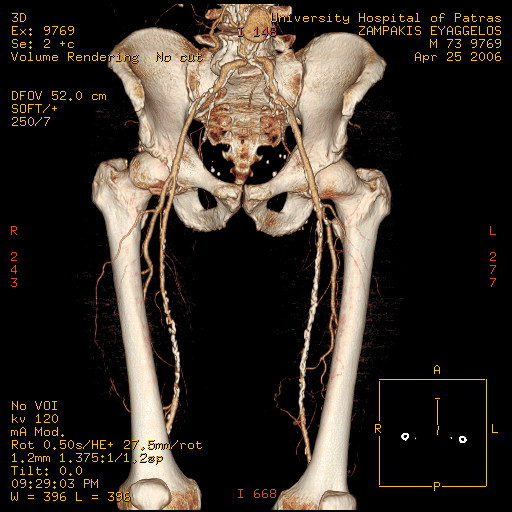 3D
University Hospital of Patras
Ex: 9769
I 148
ZAMPAKIS EYAGGELOS
Se: 2 +c
M 73 9769
Volume Rendering No cut
Apr 25 2006
DFOV 52.0 cm
SOFT/+
250/7
R
L
2
2
4
7
3
7
A
R
L
P
No VOI
kv 120
mA Mod.
Rot 0.50s/HE+ 27.5mm/rot
1.2mm 1.375:1/1.2sp
Tilt: 0.0
09:29:03 PM
W = 396 L = 396
I 668